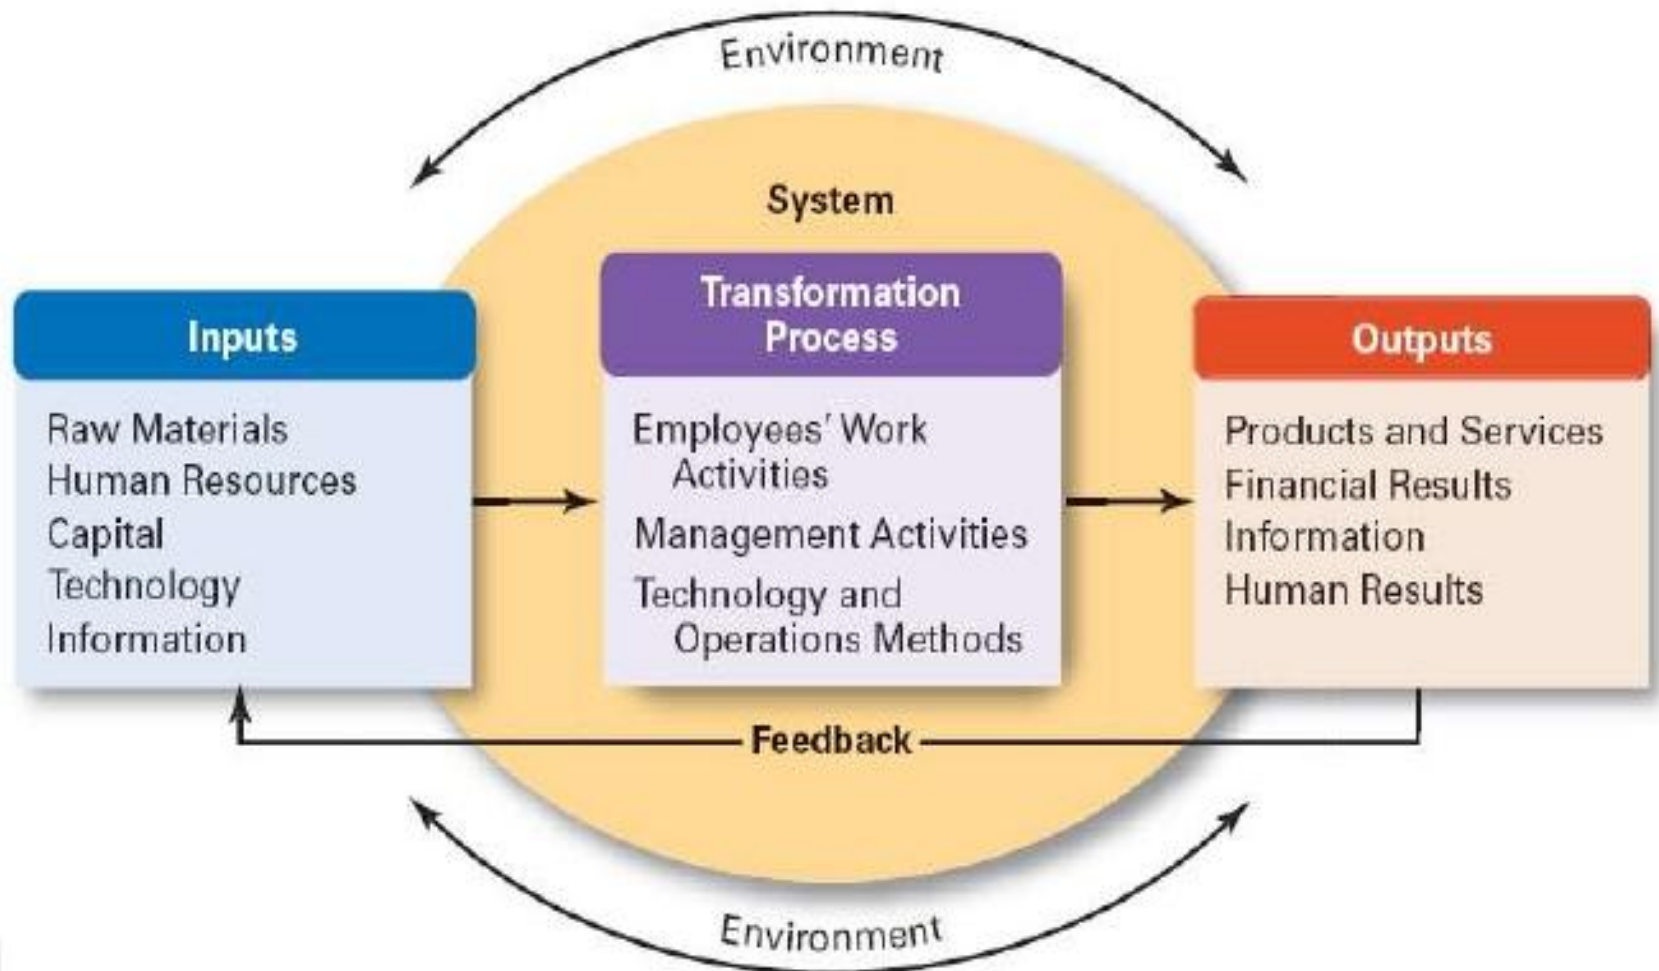 Environment
System
Inputs
Raw Materials
Human Resources
Capital
Technology
Information
Transformation
Process
Employees' Work
Activities
Management Activities
Technology and
Operations Methods
Outputs
Products and Services
Financial Results
Information
Human Results
Feedback
Environment